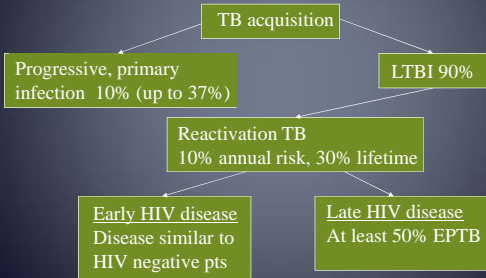 TB acquisition
Progressive, primary
infection 10% (up to 37%)
LTBI 90%
Reactivation TB
10% annual risk, 30% lifetime
Early HIV disease
Disease similar to
HIV negative pts
Late HIV disease
At least 50% EPTB